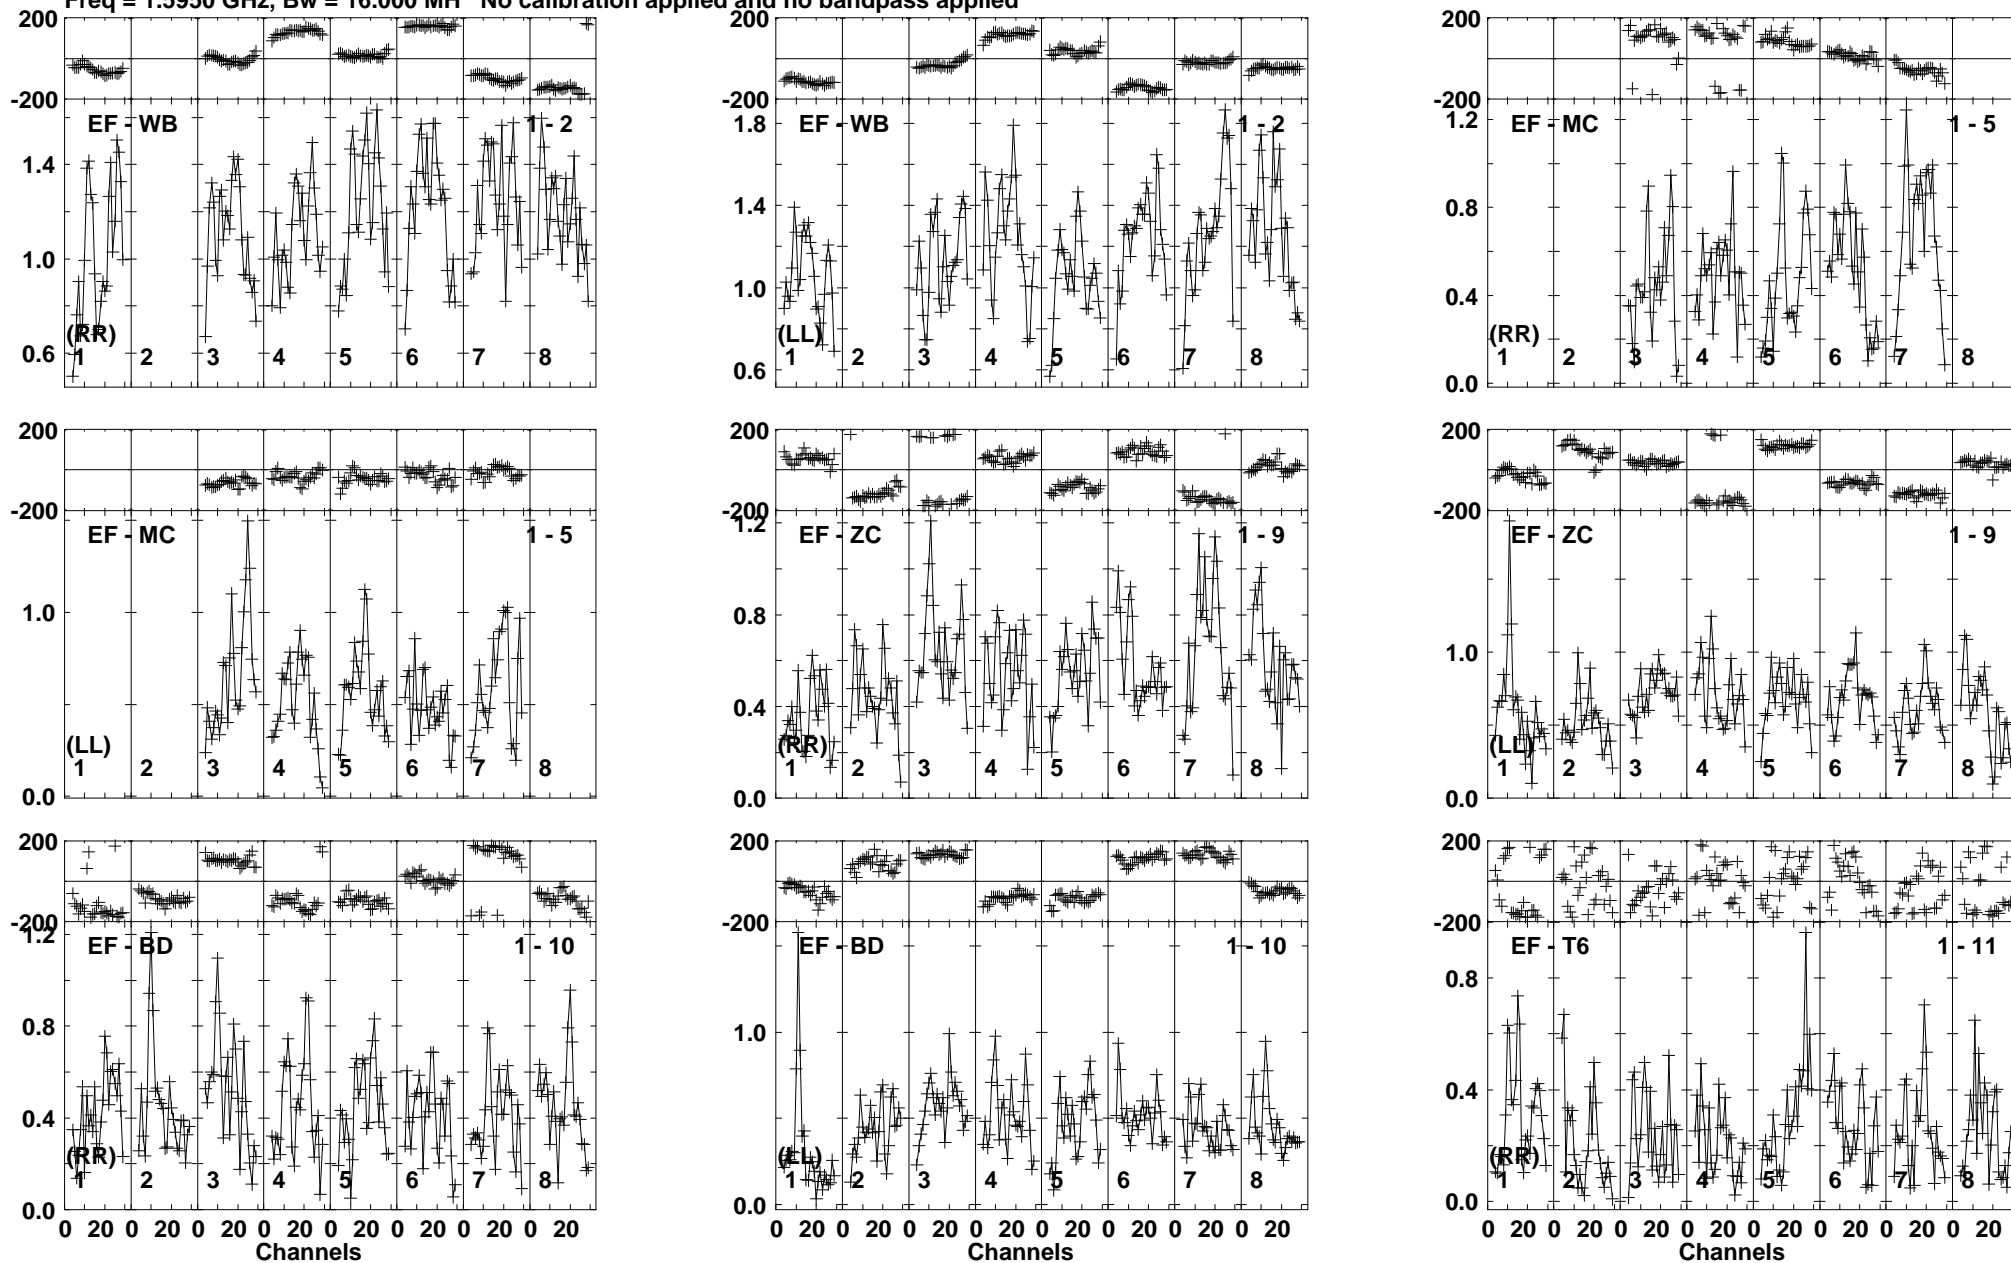 Freq = 1.5950 GHz, Bw = 16.000 MH No calibration applied and no bandpass applied
200
-200
EF - WB 1 - 2
1.4
1.0
0.6
(RR)
1 2 3 4 5 6 7 8
200
-200
EF - WB 1 - 2
1.8
1.4
1.0
0.6
(LL)
1 2 3 4 5 6 7 8
200
-200
EF - MC 1 - 5
1.2
0.8
0.4
0.0
(RR)
1 2 3 4 5 6 7 8
200
-200
EF - MC 1 - 5
1.0
0.0
(LL)
1 2 3 4 5 6 7 8
200
-200
EF - ZC 1 - 9
1.2
0.8
0.4
0.0
(RR)
1 2 3 4 5 6 7 8
200
-200
EF - ZC 1 - 9
1.0
0.0
(LL)
1 2 3 4 5 6 7 8
200
-200
EF - BD 1 - 10
1.2
0.8
0.4
0.0
(RR)
1 2 3 4 5 6 7 8
0 20 0 20 0 20 0 20 0 20 0 20 0 20 0 20
Channels
200
-200
EF - BD 1 - 10
1.0
0.0
(LL)
1 2 3 4 5 6 7 8
0 20 0 20 0 20 0 20 0 20 0 20 0 20 0 20
200
-200
EF - T6 1 - 11
0.8
0.4
0.0
(RR)
1 2 3 4 5 6 7 8
0 20 0 20 0 20 0 20 0 20 0 20 0 20 0 20
Channels